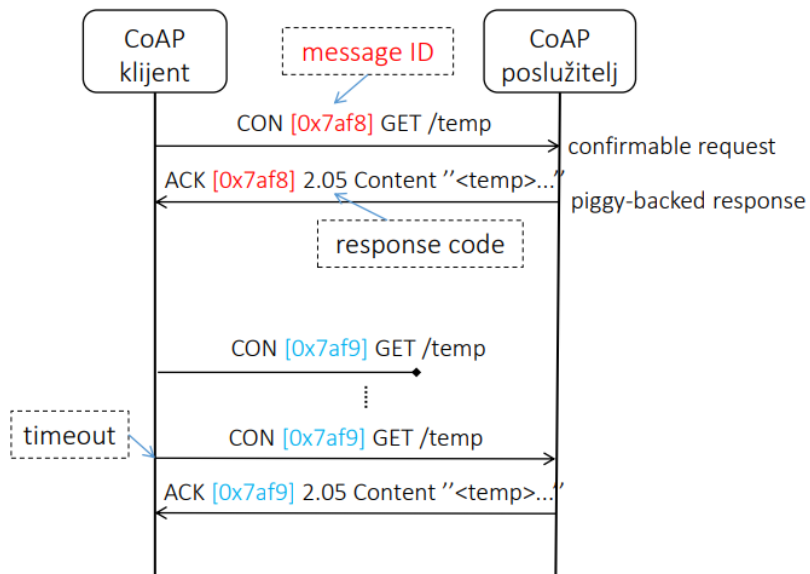 CoAP
klijent
message ID
CoAP
poslužitelj
CON [0x7af8] GET /temp
confirmable request
ACK [0x7af8] 2.05 Content ’’<temp>...’’
piggy-backed response
response code
CON [0x7af9] GET /temp
timeout
CON [0x7af9] GET /temp
ACK [0x7af9] 2.05 Content ’’<temp>...’’